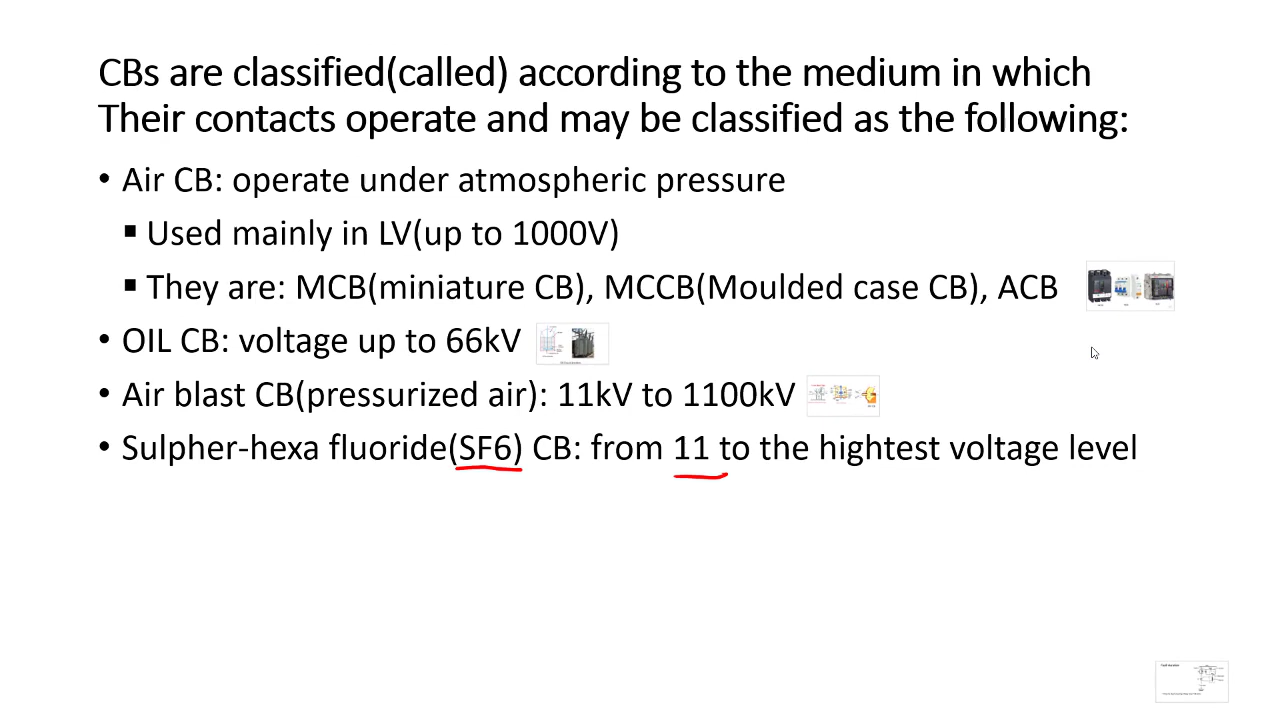 CBs are classified(called) according to the medium in which
Their contacts operate and may be classified as the following:
• Air CB: operate under atmospheric pressure
▪ Used mainly in LV(up to 1000V)
▪ They are: MCB(miniature CB), MCCB(Moulded case CB), ACB
• OIL CB: voltage up to 66kV
• Air blast CB(pressurized air): 11kV to 1100kV
• Sulpher-hexa fluoride(SF6) CB: from 11 to the hightest voltage level